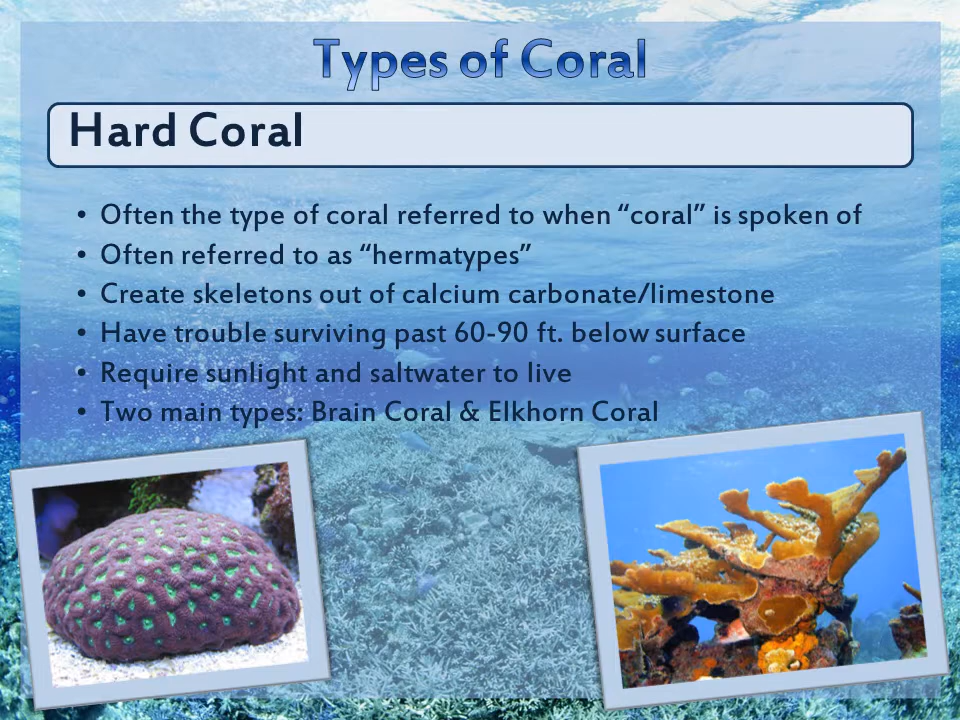 Types of Coral
Hard Coral
• Often the type of coral referred to when “coral” is spoken of
• Often referred to as “hermatypes”
• Create skeletons out of calcium carbonate/limestone
• Have trouble surviving past 60-90 ft. below surface
• Require sunlight and saltwater to live
• Two main types: Brain Coral & Elkhorn Coral